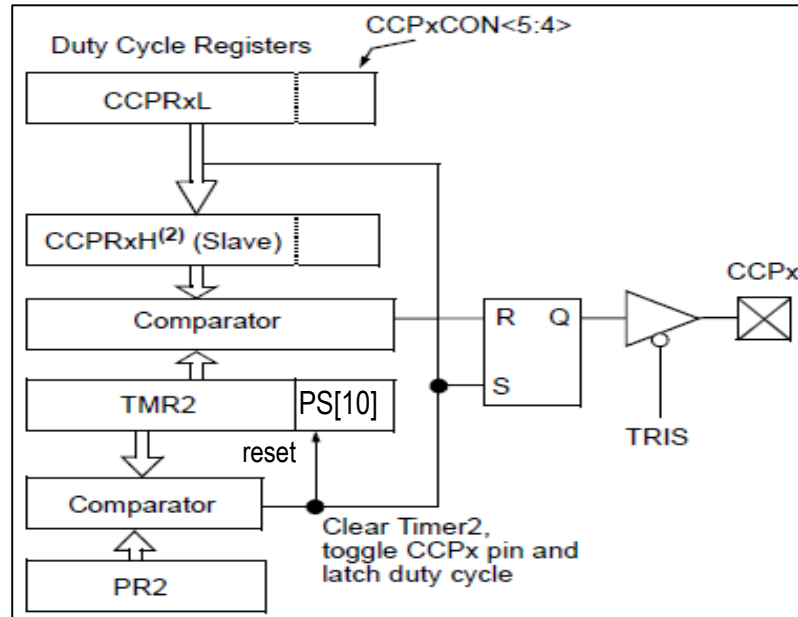 CCPxCON<5:4>
Duty Cycle Registers
CCPRxL
CCPRxH(2) (Slave)
CCPx
Comparator
R Q
S
TMR2 PS[10]
TRIS
reset
Comparator
Clear Timer2,
toggle CCPx pin and
latch duty cycle
PR2